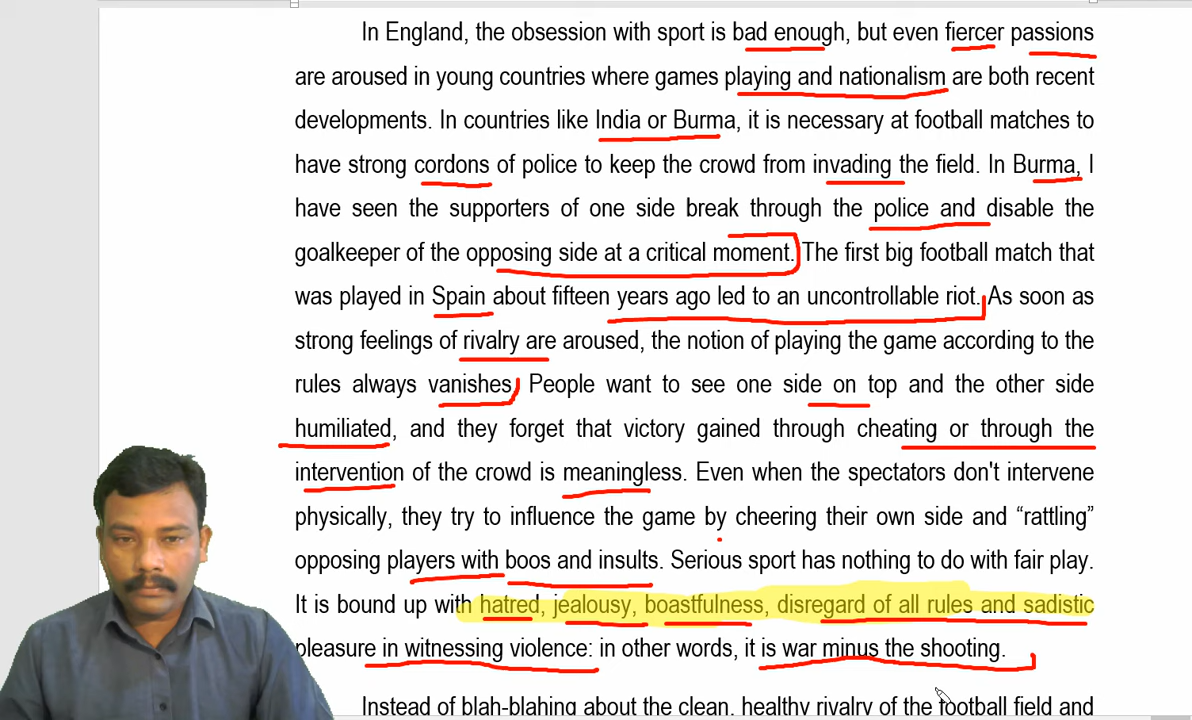 In England, the obsession with sport is bad enough, but even fiercer passions
are aroused in young countries where games playing and nationalism are both recent
developments. In countries like India or Burma, it is necessary at football matches to
have strong cordons of police to keep the crowd from invading the field. In Burma, I
have seen the supporters of one side break through the police and disable the
goalkeeper of the opposing side at a critical moment. The first big football match that
was played in Spain about fifteen years ago led to an uncontrollable riot. As soon as
strong feelings of rivalry are aroused, the notion of playing the game according to the
rules always vanishes. People want to see one side on top and the other side
humiliated, and they forget that victory gained through cheating or through the
intervention of the crowd is meaningless. Even when the spectators don't intervene
physically, they try to influence the game by cheering their own side and “rattling”
opposing players with boos and insults. Serious sport has nothing to do with fair play.
It is bound up with hatred, jealousy, boastfulness, disregard of all rules and sadistic
pleasure in witnessing violence: in other words, it is war minus the shooting.
Instead of blah-blahing about the clean, healthy rivalry of the football field and